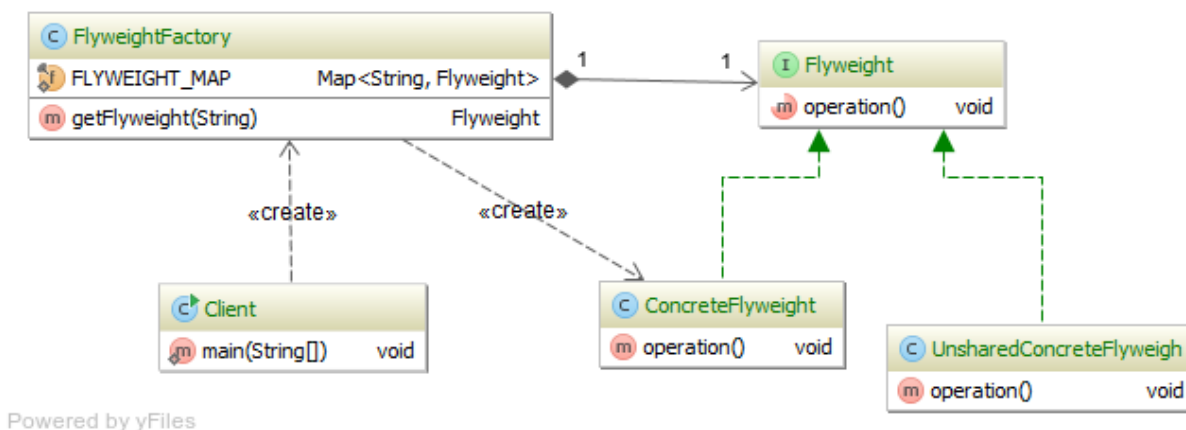 FlyweightFactory
FLYWEIGHT_MAP Map<String, Flyweight>
getFlyweight(String) Flyweight
1 1
Flyweight
operation() void
«create» «create»
Client
main(String[]) void
ConcreteFlyweight
operation() void
UnsharedConcreteFlyweigh
operation() void
Powered by yFiles